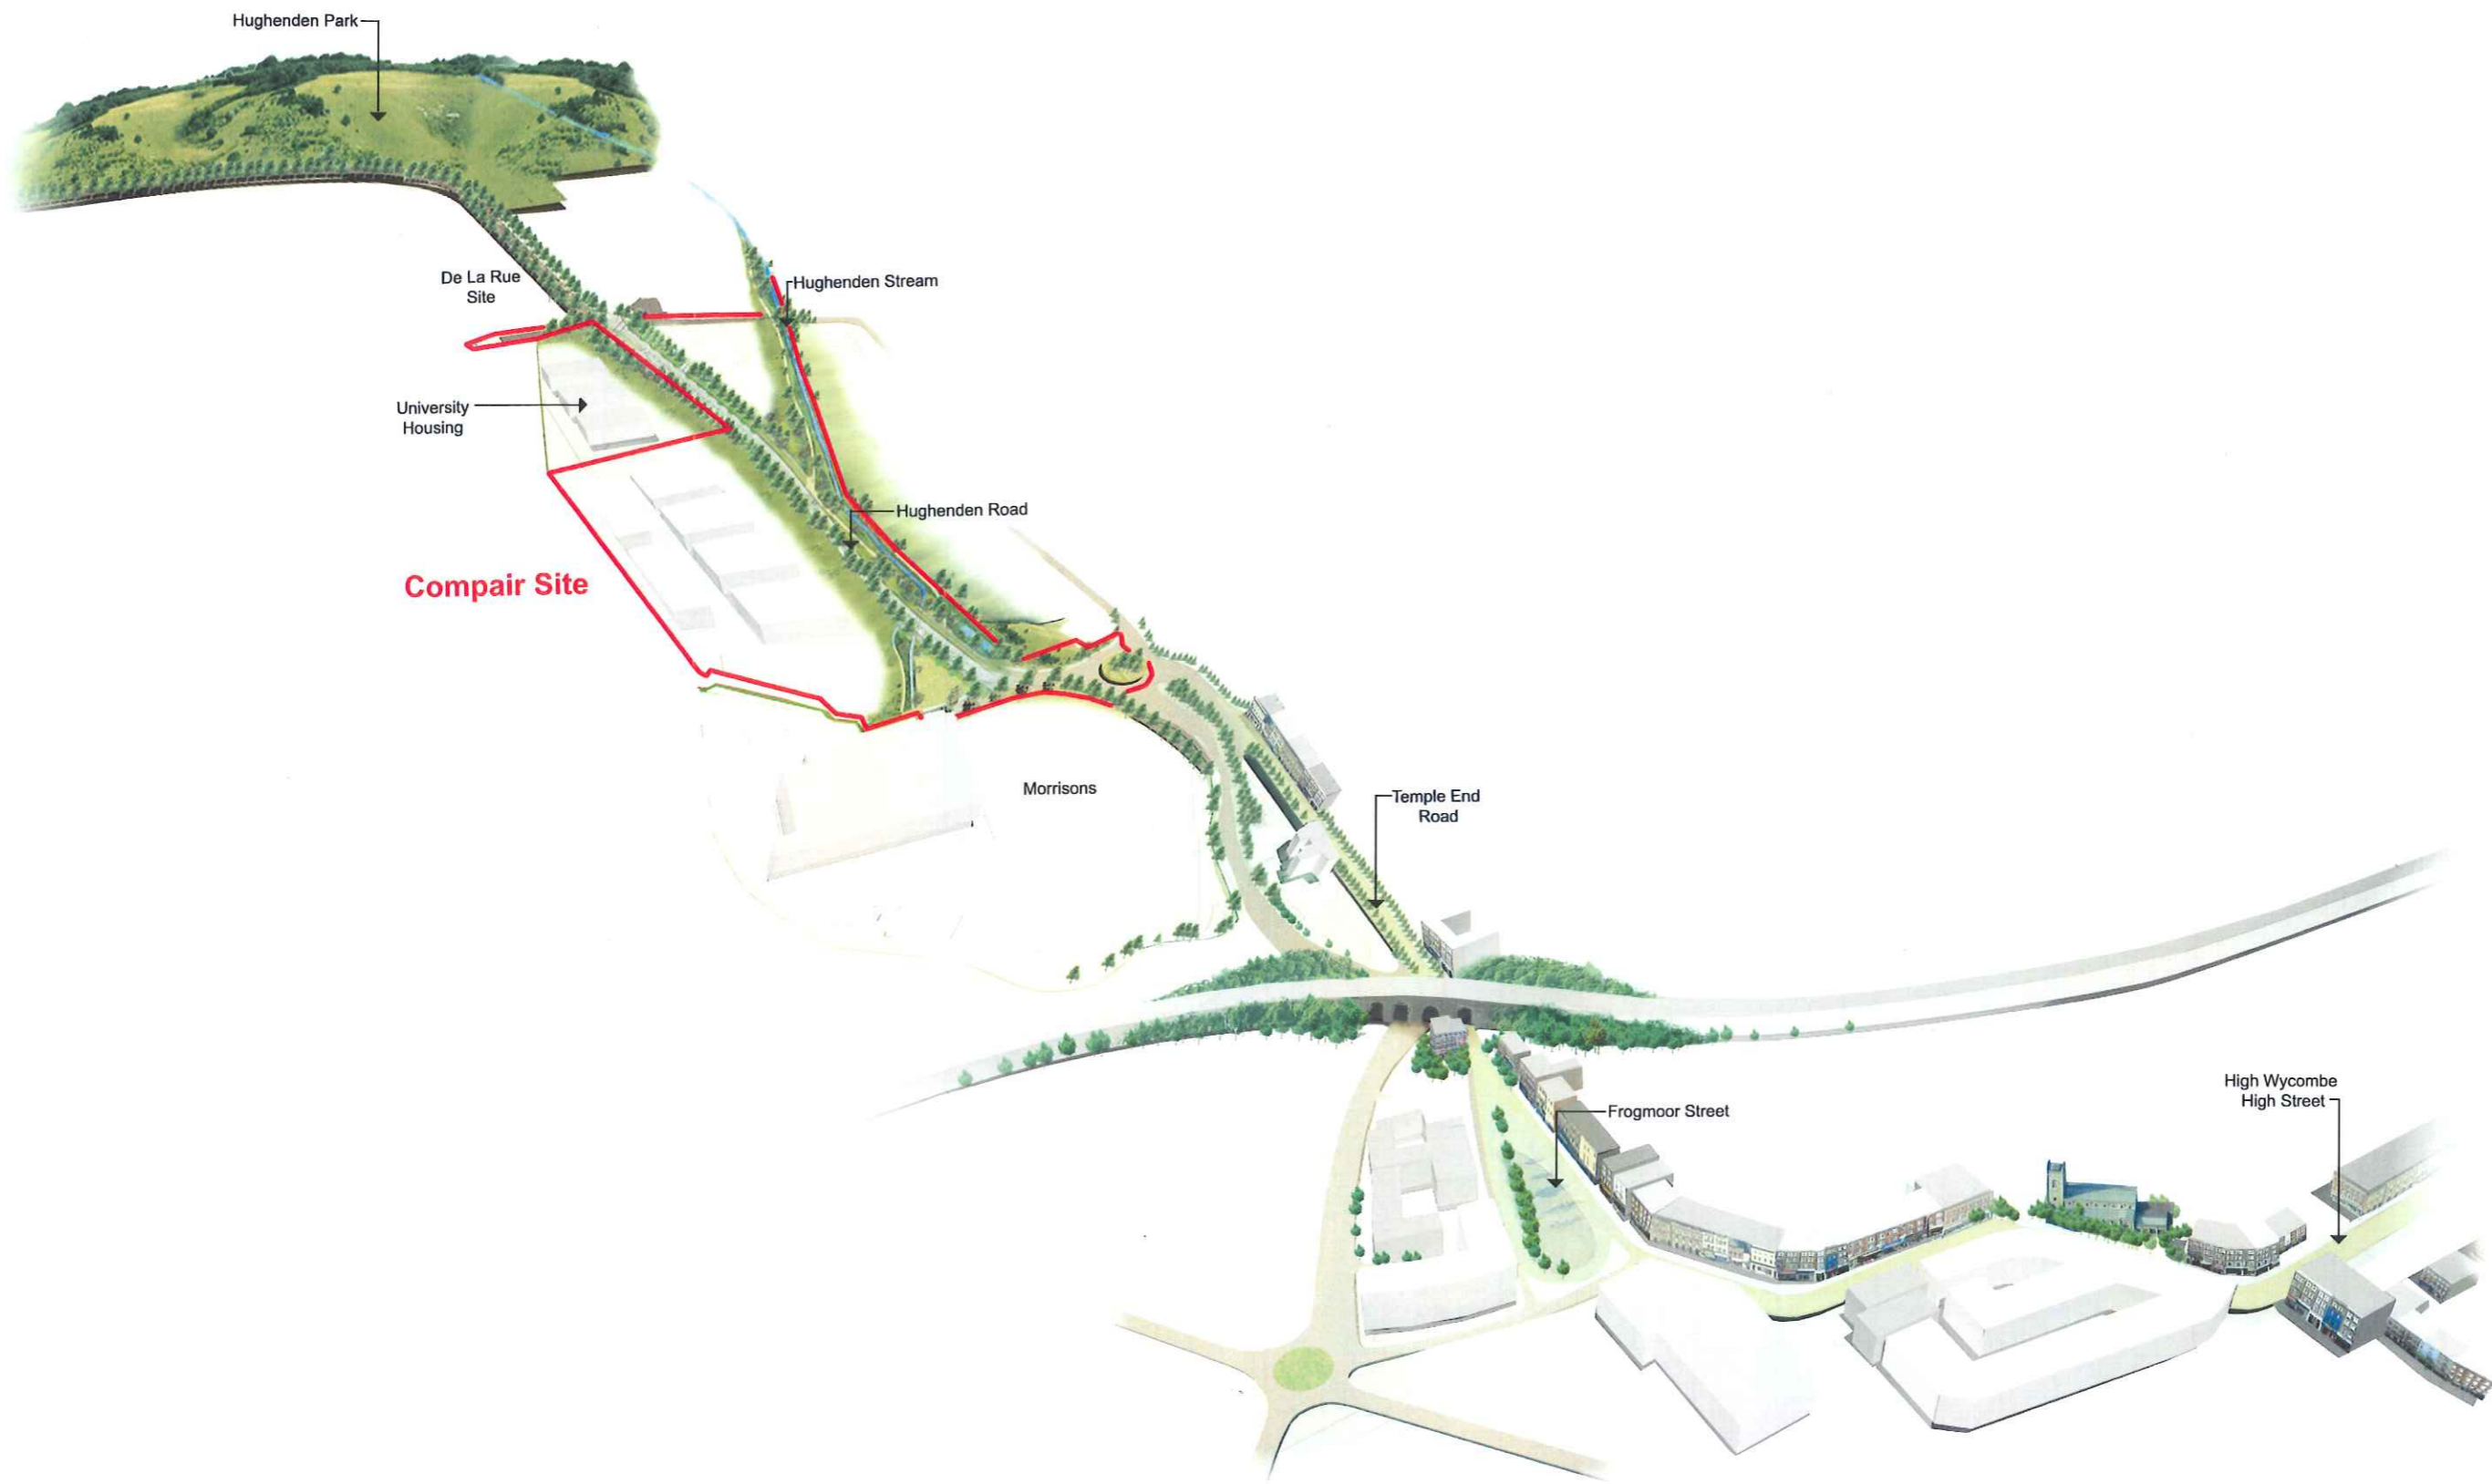 Hughenden Park
De La Rue
Site
Hughenden Stream
University
Housing
Hughenden Road
Compair Site
Morrisons
Temple End
Road
High Wycombe
High Street
Frogmoor Street